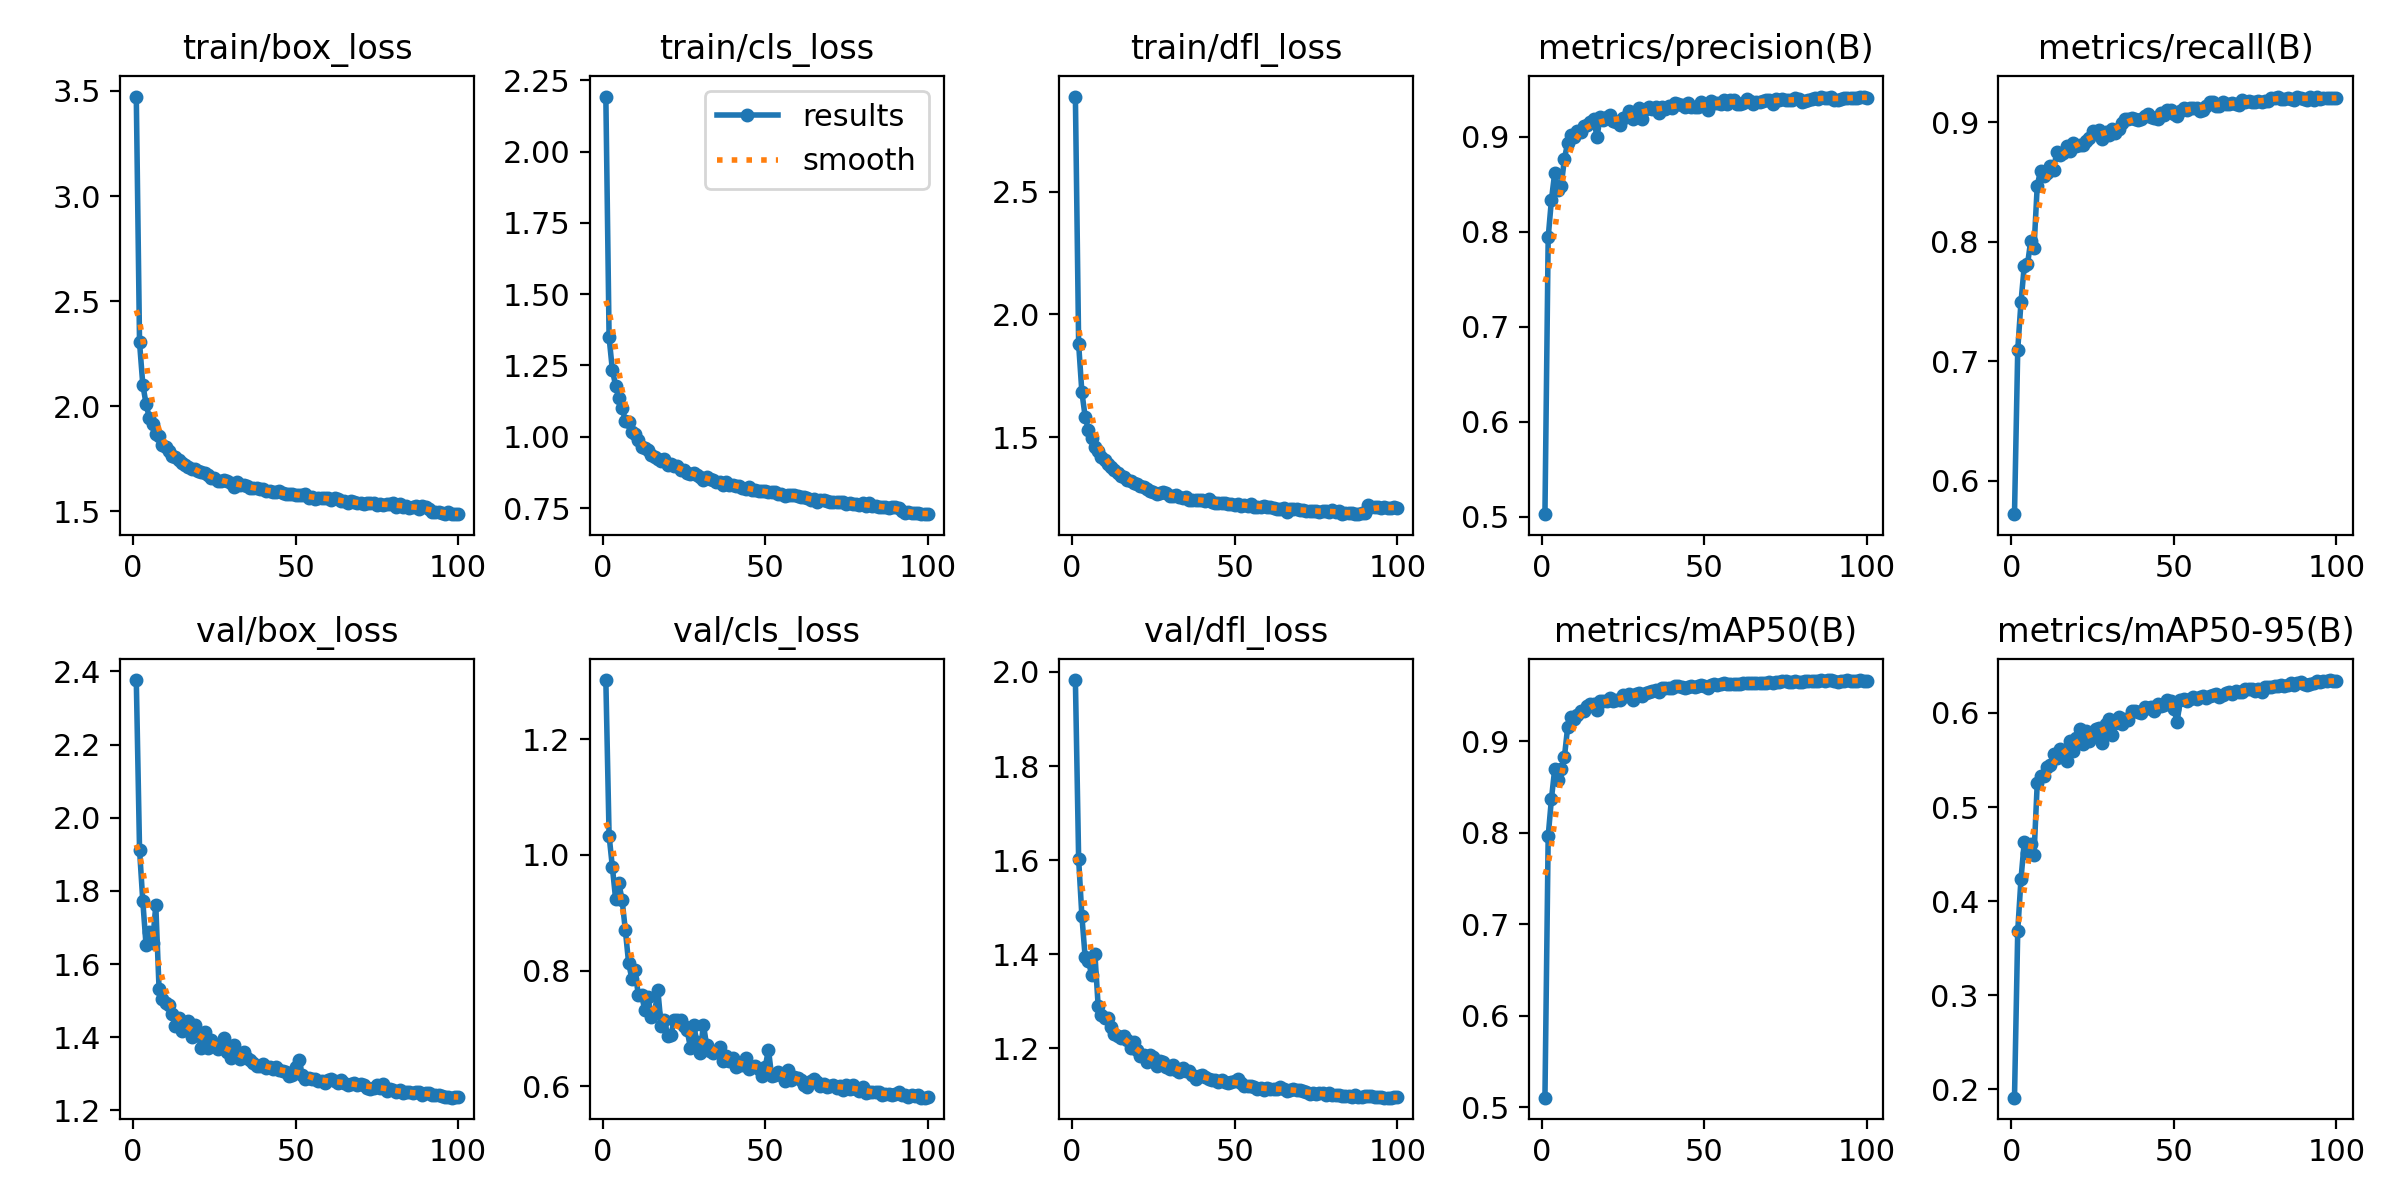 train/box_loss
3.5
3.0
2.5
2.0
1.5
0 50 100
train/cls_loss
2.25
2.00
1.75
1.50
1.25
1.00
0.75
results
smooth
0 50 100
train/dfl_loss
2.5
2.0
1.5
0 50 100
metrics/precision(B)
0.9
0.8
0.7
0.6
0.5
0 50 100
metrics/recall(B)
0.9
0.8
0.7
0.6
0 50 100
val/box_loss
2.4
2.2
2.0
1.8
1.6
1.4
1.2
0 50 100
val/cls_loss
1.2
1.0
0.8
0.6
0 50 100
val/dfl_loss
2.0
1.8
1.6
1.4
1.2
0 50 100
metrics/mAP50(B)
0.9
0.8
0.7
0.6
0.5
0 50 100
metrics/mAP50-95(B)
0.6
0.5
0.4
0.3
0.2
0 50 100